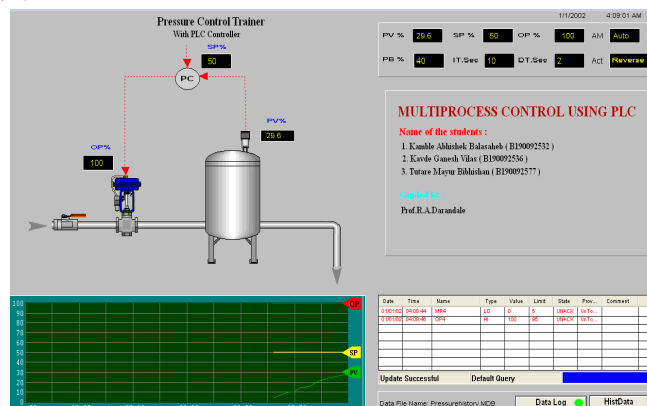 1/1/2002 4:09:01 AM
Pressure Control Trainer
With PLC Controller
SP%
50
PC
PV%
29.6
OP%
100
PV % 29.6 SP % 50 OP % 100 AM Auto
PB % 40 IT.Sec 10 DT.Sec 2 Act Reverse
MULTIPROCESS CONTROL USING PLC
Name of the students :
1. Kamble Abhishek Balasaheb ( B190092532 )
2. Kavde Ganesh Vilas ( B190092536 )
3. Tutare Mayur Bibhishan ( B190092577 )
Guided by
Prof.R.A.Darandale
100
90
80
70
60
50
40
30
20
10
0
OP
SP
PV
Date Time Name Type Value Limit State Prov... Comment
01/01/02 04:08:44 MR4 LO 0 5 UNACK \InTo...
01/01/02 04:08:46 OP4 HI 100 95 UNACK \InTo...
Update Successful Default Query
Data File Name: Pressurehistory.MDB Data Log HistData